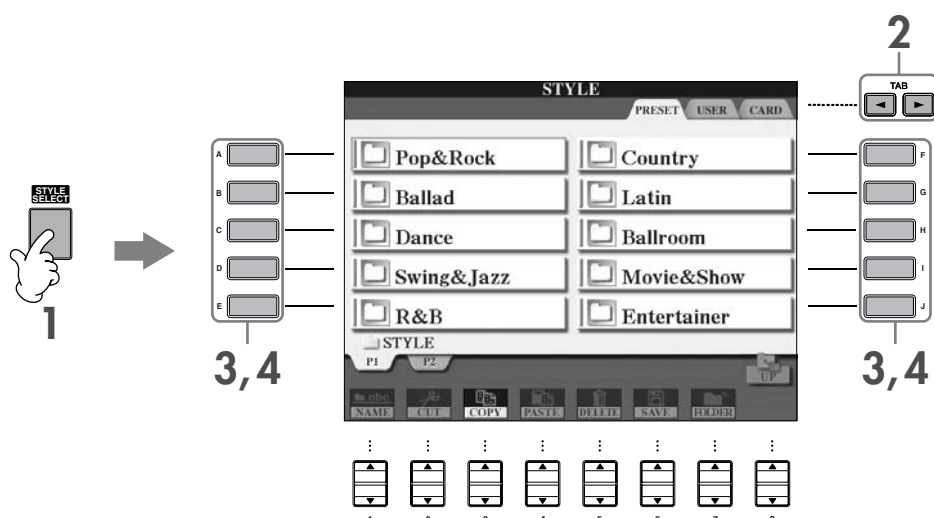 2
TAB
STYLE
PRESET USER CARD
A Pop&Rock Country F
B Ballad Latin G
STYLE
SELECT
C Dance Ballroom H
D Swing&Jazz Movie&Show I
1
E R&B Entertainer J
STYLE
P1 P2
3,4
3,4
UP
NAME CUT COPY PASTE DELETE SAVE FOLDER